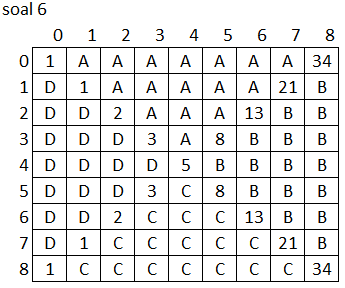 soal 6
0 1 2 3 4 5 6 7 8
0 1 A A A A A A A 34
1 D 1 A A A A A 21 B
2 D D 2 A A A 13 B B
3 D D D 3 A 8 B B B
4 D D D D 5 B B B B
5 D D D 3 C 8 B B B
6 D D 2 C C C 13 B B
7 D 1 C C C C C 21 B
8 1 C C C C C C C 34